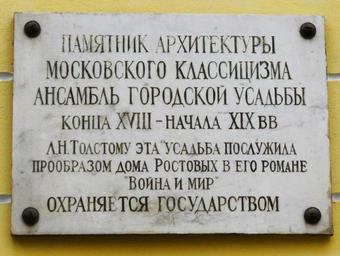 ПАМЯТНИК АРХИТЕКТУРЫ
МОСКОВСКОГО КЛАССИЦИЗМА
АНСАМБЛЬ ГОРОДСКОЙ УСАДЬБЫ
КОНЦА XVIII – НАЧАЛА XIX ВВ
Л.Н.ТОЛСТОМУ ЭТА УСАДЬБА ПОСЛУЖИЛА
ПРООБРАЗОМ ДОМА РОСТОВЫХ В ЕГО РОМАНЕ
"ВОЙНА И МИР"
ОХРАНЯЕТСЯ ГОСУДАРСТВОМ